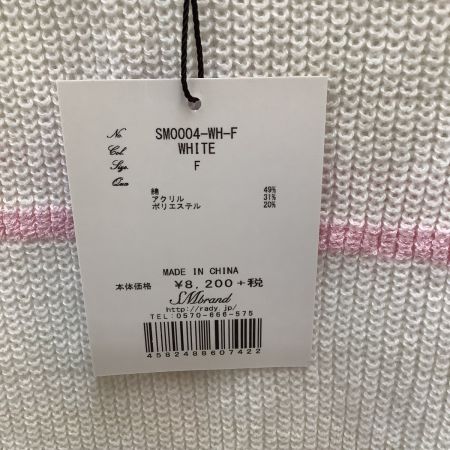 No. SM0004-WH-F
Col. WHITE
Size. F
Qua
綿 49%
アクリル 31%
ポリエステル 20%
MADE IN CHINA
本体価格 ¥8,200+税
SMbrand
http://rady.jp/
TEL:0570-666-575
4582488607422